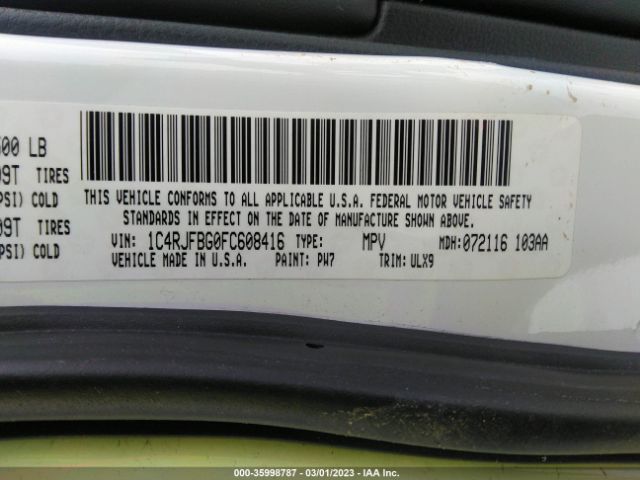 500 LB
09T TIRES
PSI) COLD
09T TIRES
PSI) COLD
THIS VEHICLE CONFORMS TO ALL APPLICABLE U.S.A. FEDERAL MOTOR VEHICLE SAFETY
STANDARDS IN EFFECT ON THE DATE OF MANUFACTURE SHOWN ABOVE.
VIN: 1C4RJFBG0FC608416 TYPE: MPV MDH: 072116 103AA
VEHICLE MADE IN U.S.A. PAINT: PW7 TRIM: ULX9
000-35998787 - 03/01/2023 - IAA Inc.